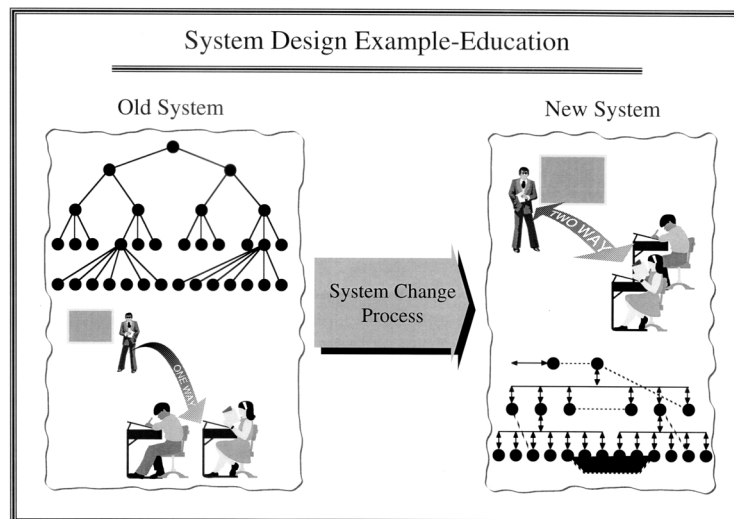 System Design Example-Education
Old System
New System
ONE WAY
System Change
Process
TWO WAY